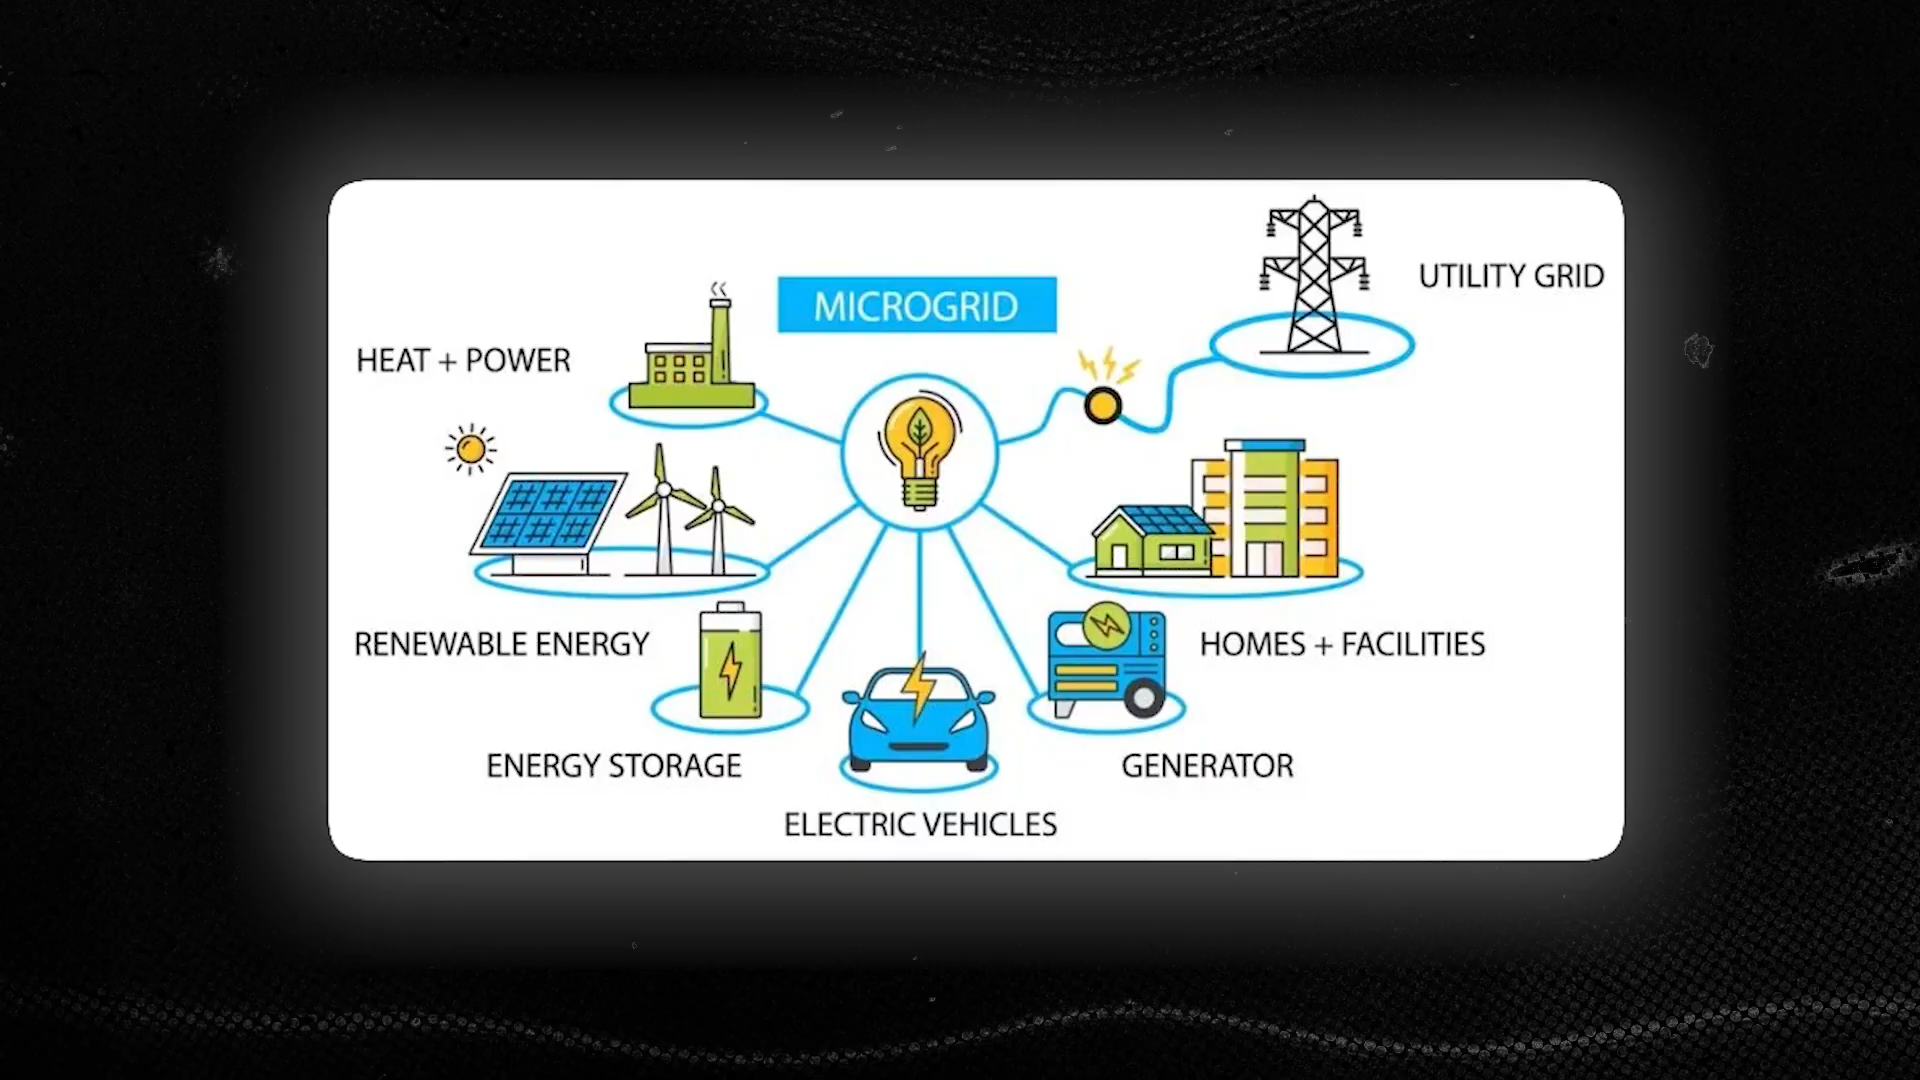 UTILITY GRID
MICROGRID
HEAT + POWER
RENEWABLE ENERGY
HOMES + FACILITIES
ENERGY STORAGE
GENERATOR
ELECTRIC VEHICLES